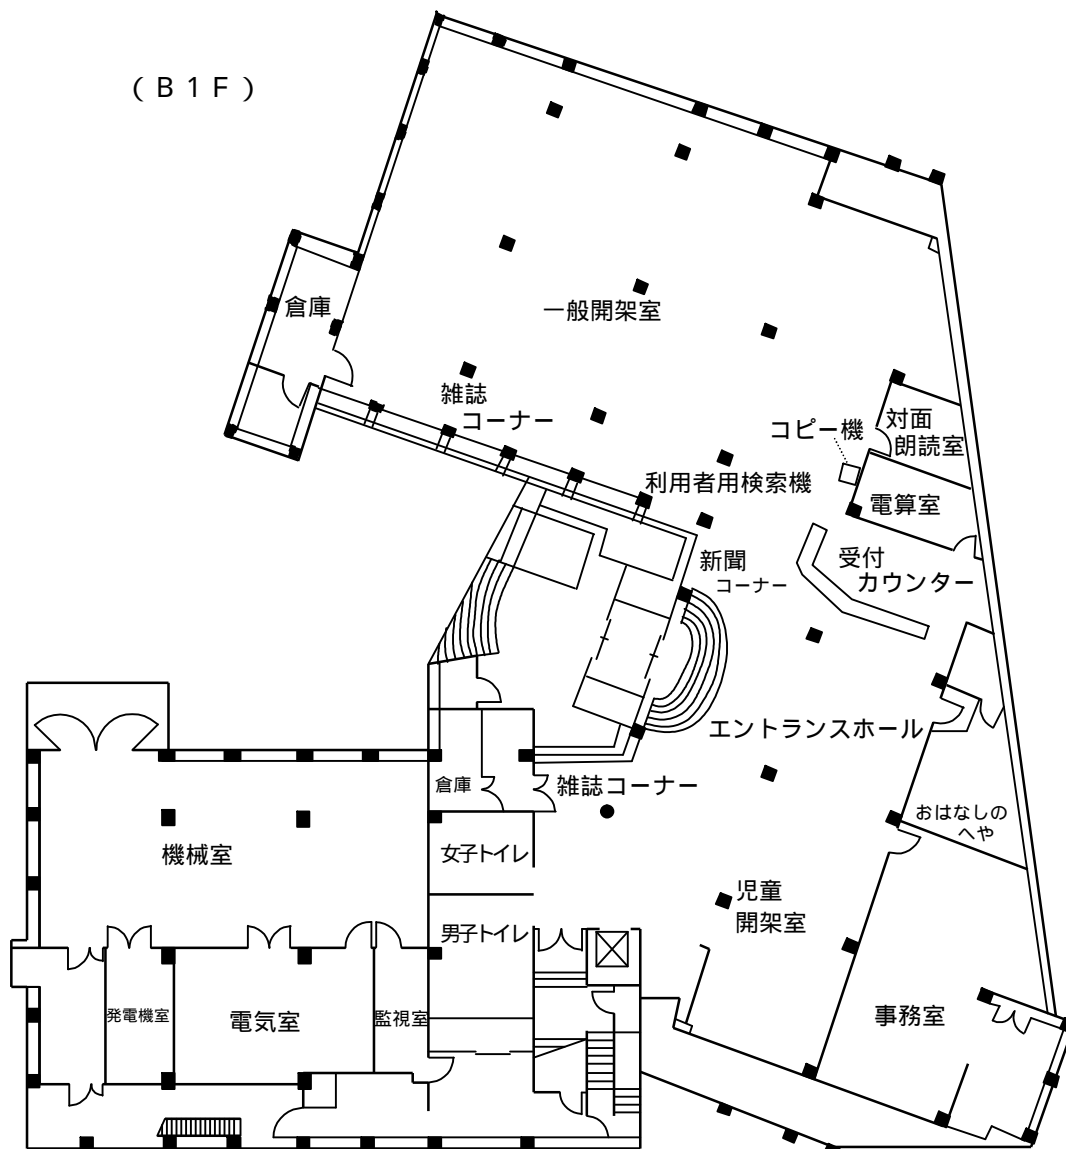 (B1F)
倉庫
一般開架室
雑誌
コーナー
コピー機
対面
朗読室
利用者用検索機
電算室
新聞
コーナー
受付
カウンター
エントランスホール
倉庫
雑誌コーナー
おはなしの
へや
機械室
女子トイレ
児童
開架室
男子トイレ
発電機室
電気室
監視室
事務室